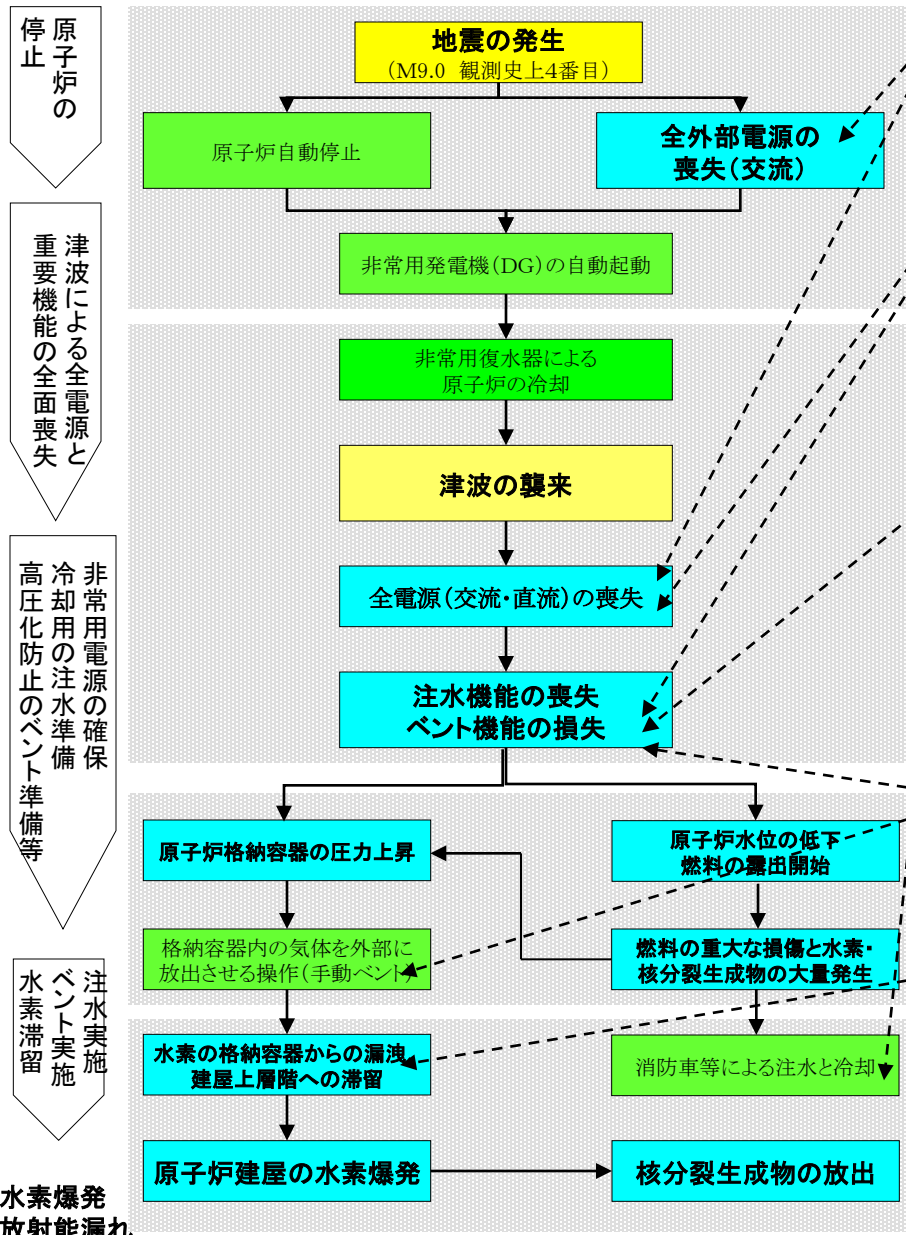 原子炉の
停止
地震の発生
(M9.0 観測史上4番目)
原子炉自動停止
全外部電源の
喪失(交流)
非常用発電機(DG)の自動起動
津波による全電源と
重要機能の全面喪失
非常用復水器による
原子炉の冷却
津波の襲来
全電源(交流・直流)の喪失
注水機能の喪失
ベント機能の損失
非常用電源の確保
冷却用の注水準備
高圧化防止のベント準備等
原子炉格納容器の圧力上昇
原子炉水位の低下
燃料の露出開始
格納容器内の気体を外部に
放出させる操作(手動ベント)
燃料の重大な損傷と水素・
核分裂生成物の大量発生
注水実施
ベント実施
水素滞留
水素の格納容器からの漏洩
建屋上層階への滞留
消防車等による注水と冷却
原子炉建屋の水素爆発
核分裂生成物の放出
水素爆発
放射能漏れ